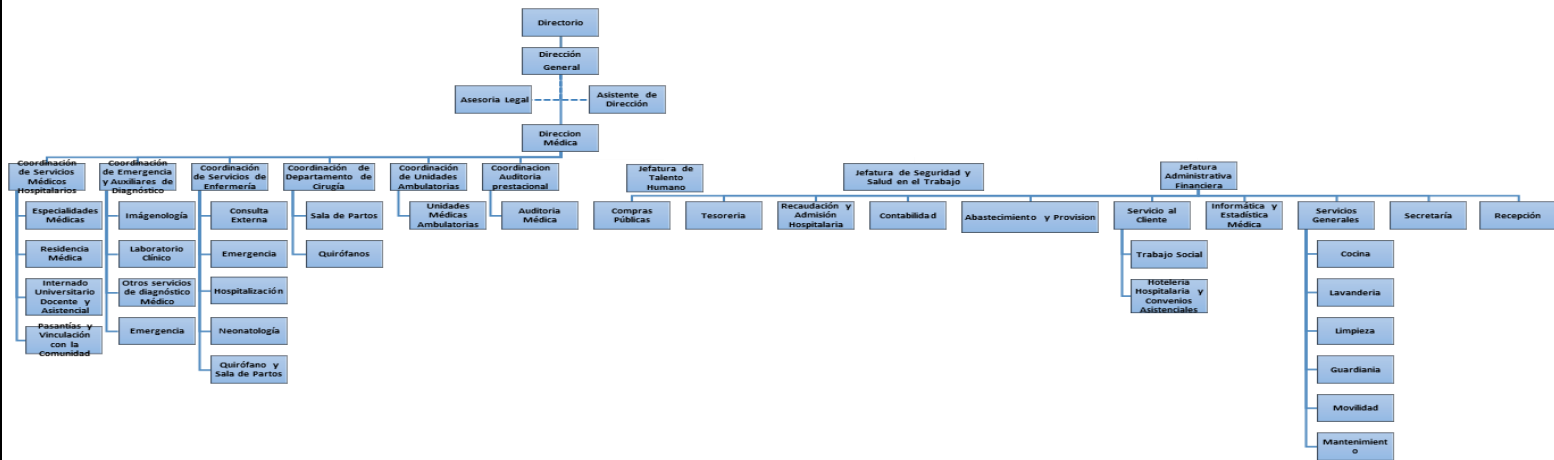 Directorio
Dirección
General
Asesoria Legal
Asistente de
Dirección
Direccion
Médica
Coordinación
de Servicios
Médicos
Hospitalarios
Coordinación
de Emergencia
y Auxiliares de
Diagnóstico
Coordinación
de Servicios de
Enfermería
Coordinación de
Departamento de
Cirugía
Coordinación
de Unidades
Ambulatorias
Coordinacion
Auditoria
prestacional
Jefatura de
Talento
Humano
Jefatura de Seguridad y
Salud en el Trabajo
Jefatura
Administrativa
Financiera
Especialidades
Médicas
Residencia
Médica
Internado
Universitario
Docente y
Asistencial
Pasantías y
Vinculación
con la
Comunidad
Imágenología
Laboratorio
Clínico
Otros servicios
de diagnóstico
Médico
Emergencia
Consulta
Externa
Emergencia
Hospitalización
Neonatología
Quirófano y
Sala de Partos
Sala de Partos
Quirófanos
Unidades
Médicas
Ambulatorias
Auditoria
Médica
Compras
Públicas
Tesoreria
Recaudación y
Admisión
Hospitalaria
Contabilidad
Abastecimiento y Provision
Servicio al
Cliente
Trabajo Social
Hoteleria
Hospitalaria y
Convenios
Asistenciales
Informática y
Estadística
Médica
Servicios
Generales
Cocina
Lavanderia
Limpieza
Guardiania
Movilidad
Mantenimient
o
Secretaría
Recepción